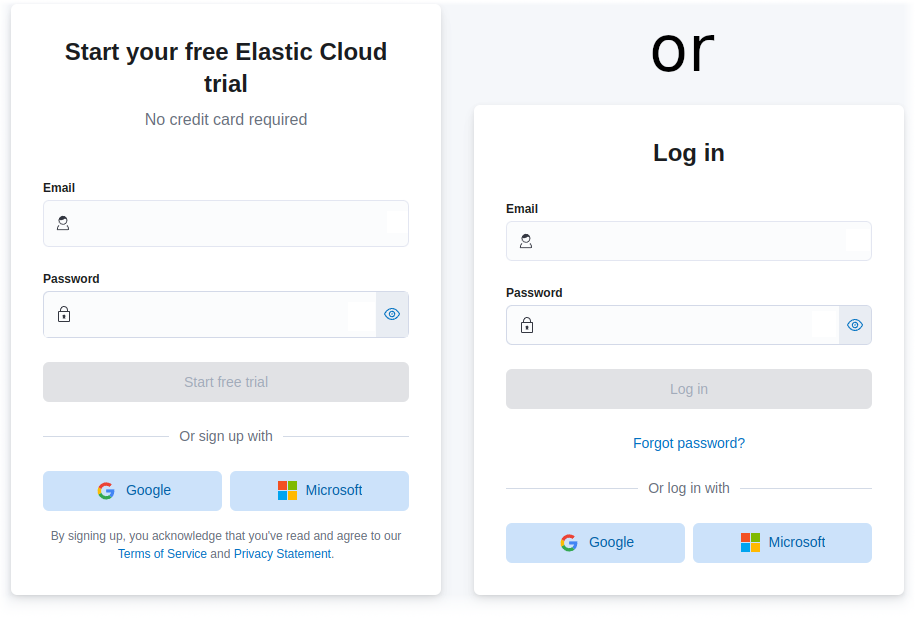 Start your free Elastic Cloud
trial
No credit card required
Email
Password
Start free trial
Or sign up with
Google
Microsoft
By signing up, you acknowledge that you've read and agree to our
Terms of Service and Privacy Statement.
or
Log in
Email
Password
Log in
Forgot password?
Or log in with
Google
Microsoft